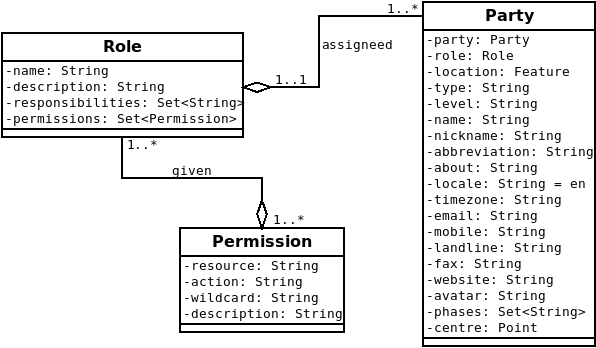 Role
-name: String
-description: String
-responsibilities: Set<String>
-permissions: Set<Permission>
1..*
assigneed
1..1
1..*
given
1..*
Permission
-resource: String
-action: String
-wildcard: String
-description: String
Party
-party: Party
-role: Role
-location: Feature
-type: String
-level: String
-name: String
-nickname: String
-abbreviation: String
-about: String
-locale: String = en
-timezone: String
-email: String
-mobile: String
-landline: String
-fax: String
-website: String
-avatar: String
-phases: Set<String>
-centre: Point